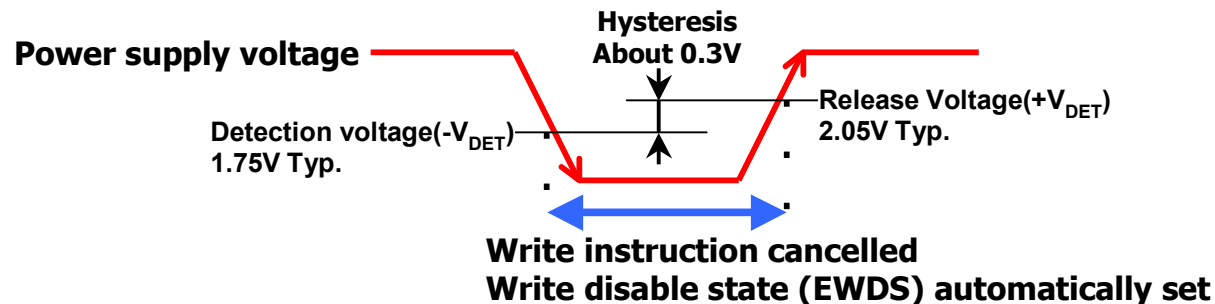 Hysteresis
About 0.3V
Power supply voltage
Release Voltage(+VDET)
2.05V Typ.
Detection voltage(-VDET)
1.75V Typ.
Write instruction cancelled
Write disable state (EWDS) automatically set